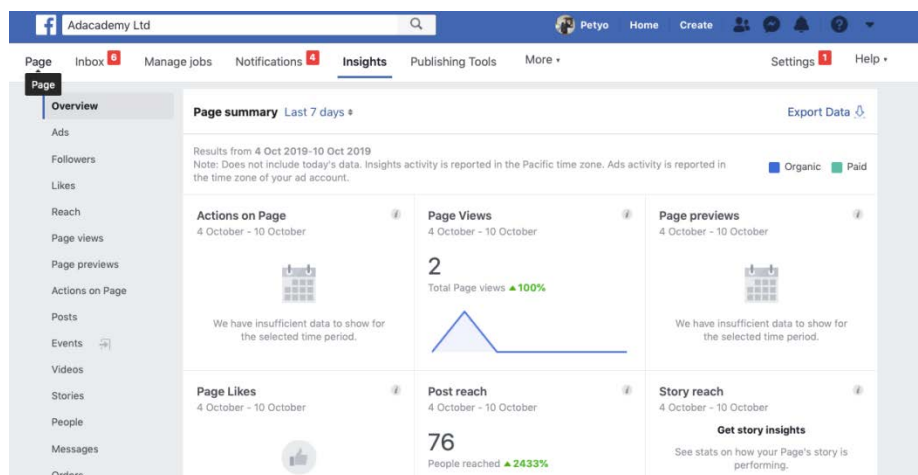 Adacademy Ltd
Petyo Home Create
Page Inbox 6 Manage jobs Notifications 4 Insights Publishing Tools More Settings 1 Help
Page
Overview
Ads
Followers
Likes
Reach
Page views
Page previews
Actions on Page
Posts
Events
Videos
Stories
People
Messages
Orders
Page summary Last 7 days
Export Data
Results from 4 Oct 2019-10 Oct 2019
Note: Does not include today's data. Insights activity is reported in the Pacific time zone. Ads activity is reported in
the time zone of your ad account.
Organic Paid
Actions on Page
4 October - 10 October
We have insufficient data to show for
the selected time period.
Page Views
4 October - 10 October
2
Total Page views ▲100%
Page previews
4 October - 10 October
We have insufficient data to show for
the selected time period.
Page Likes
4 October - 10 October
Post reach
4 October - 10 October
76
People reached ▲2433%
Story reach
4 October - 10 October
Get story insights
See stats on how your Page's story is
performing.